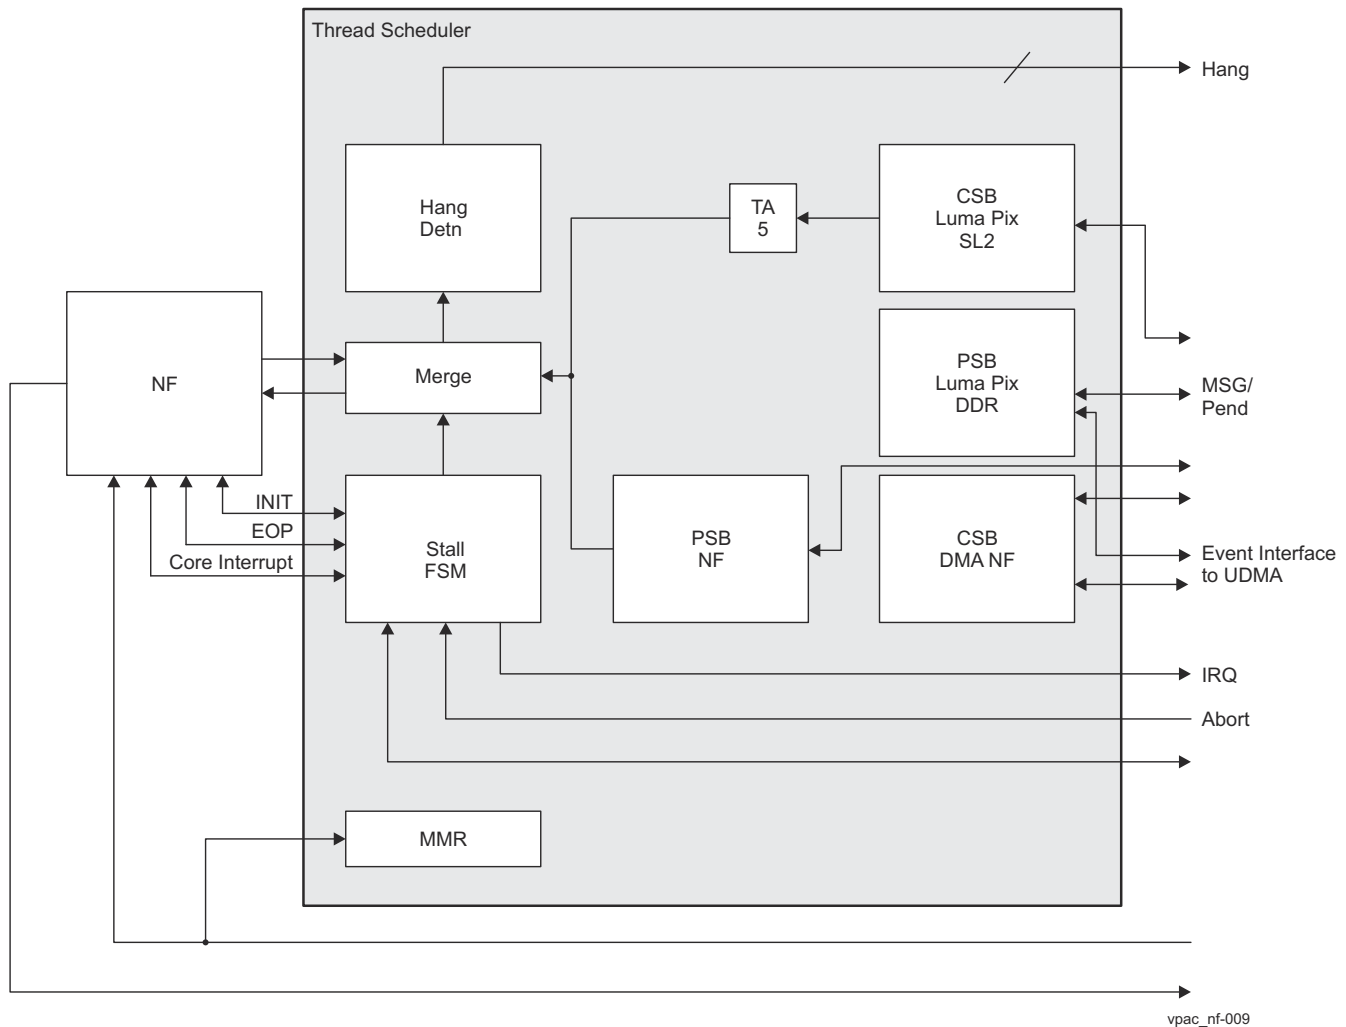 Thread Scheduler
Hang
Hang
Detn
TA
5
CSB
Luma Pix
SL2
NF
Merge
PSB
Luma Pix
DDR
MSG/
Pend
INIT
EOP
Core Interrupt
Stall
FSM
PSB
NF
CSB
DMA NF
Event Interface
to UDMA
IRQ
Abort
MMR
vpac_nf-009